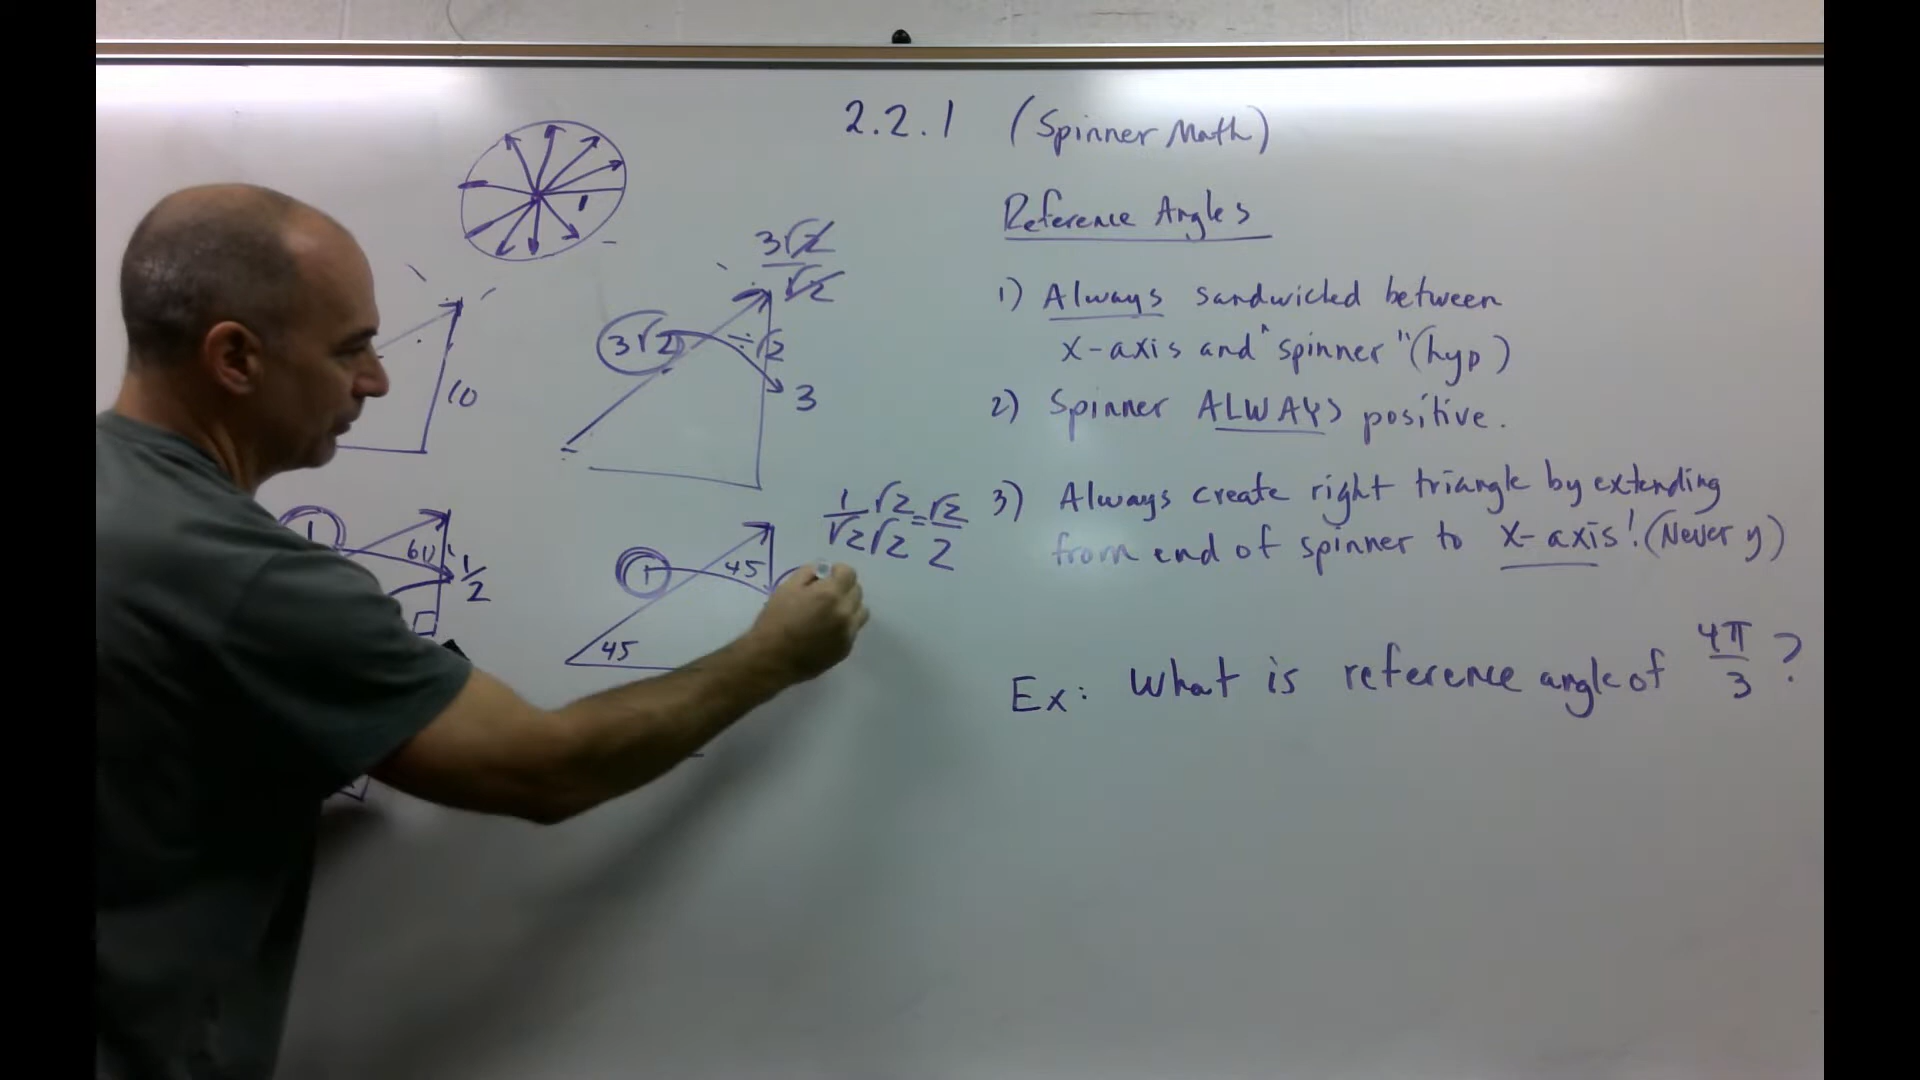 2.2.1 (Spinner Math)
Reference Angles
1) Always sandwicled between
x-axis and "spinner" (hyp)
2) Spinner ALWAYS positive.
3) Always create right triangle by extending
from end of spinner to x-axis! (Never y)
Ex: What is reference angle of 4π/3?
10
3√2/√2
3√2
÷√2
3
1
60
1/2
1
45
45
1/√2 √2/√2 = √2/2